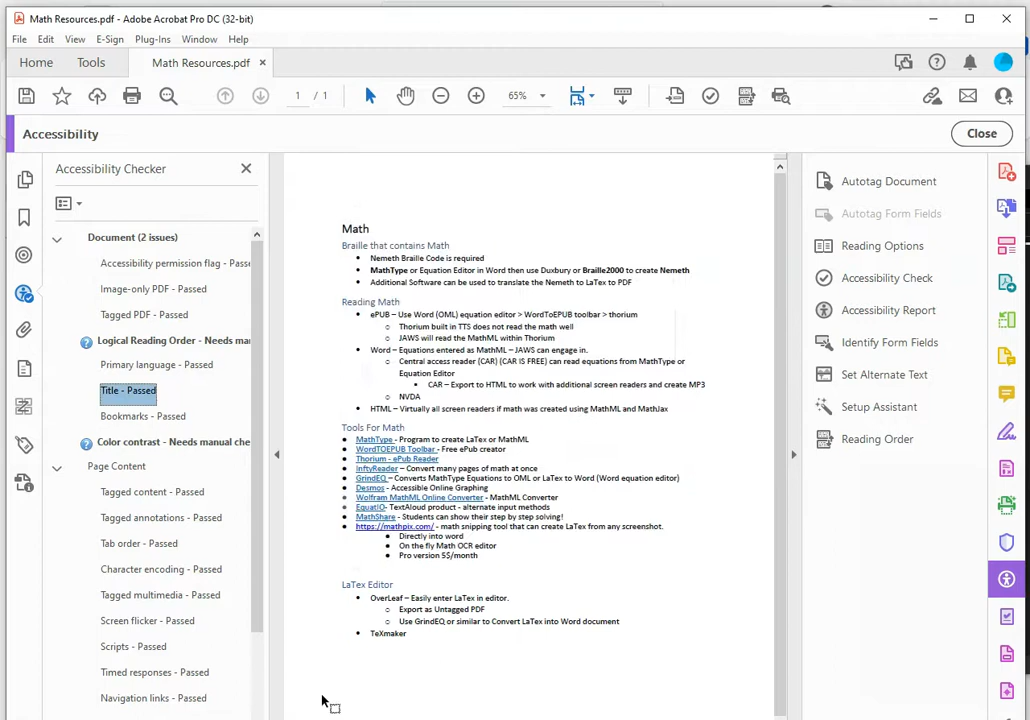 Math Resources.pdf - Adobe Acrobat Pro DC (32-bit)
File Edit View E-Sign Plug-Ins Window Help
Home Tools Math Resources.pdf ×
1 / 1 65%
Accessibility
Close
Accessibility Checker
Document (2 issues)
Accessibility permission flag - Passe
Image-only PDF - Passed
Tagged PDF - Passed
Logical Reading Order - Needs mar
Primary language - Passed
Title - Passed
Bookmarks - Passed
Color contrast - Needs manual che
Page Content
Tagged content - Passed
Tagged annotations - Passed
Tab order - Passed
Character encoding - Passed
Tagged multimedia - Passed
Screen flicker - Passed
Scripts - Passed
Timed responses - Passed
Navigation links - Passed
Math
Braille that contains Math
• Nemeth Braille Code is required
• MathType or Equation Editor in Word then use Duxbury or Braille2000 to create Nemeth
• Additional Software can be used to translate the Nemeth to LaTex to PDF
Reading Math
• ePUB – Use Word (OML) equation editor > WordToEPUB toolbar > thorium
o Thorium built in TTS does not read the math well
o JAWS will read the MathML within Thorium
• Word – Equations entered as MathML – JAWS can engage in.
o Central access reader (CAR) (CAR IS FREE) can read equations from MathType or
Equation Editor
• CAR – Export to HTML to work with additional screen readers and create MP3
o NVDA
• HTML – Virtually all screen readers if math was created using MathML and MathJax
Tools For Math
• MathType - Program to create LaTex or MathML
• WordTOEPUB Toolbar - Free ePub creator
• Thorium - ePub Reader
• InftyReader – Convert many pages of math at once
• GrindEQ – Converts MathType Equations to OML or LaTex to Word (Word equation editor)
• Desmos - Accessible Online Graphing
• Wolfram MathML Online Converter - MathML Converter
• EquatIO- TextAloud product - alternate input methods
• MathShare - Students can show their step by step solving!
• https://mathpix.com/ - math snipping tool that can create LaTex from any screenshot.
• Directly into word
• On the fly Math OCR editor
• Pro version 5$/month
LaTex Editor
• OverLeaf – Easily enter LaTex in editor.
o Export as Untagged PDF
o Use GrindEQ or similar to Convert LaTex into Word document
• TeXmaker
Autotag Document
Autotag Form Fields
Reading Options
Accessibility Check
Accessibility Report
Identify Form Fields
Set Alternate Text
Setup Assistant
Reading Order